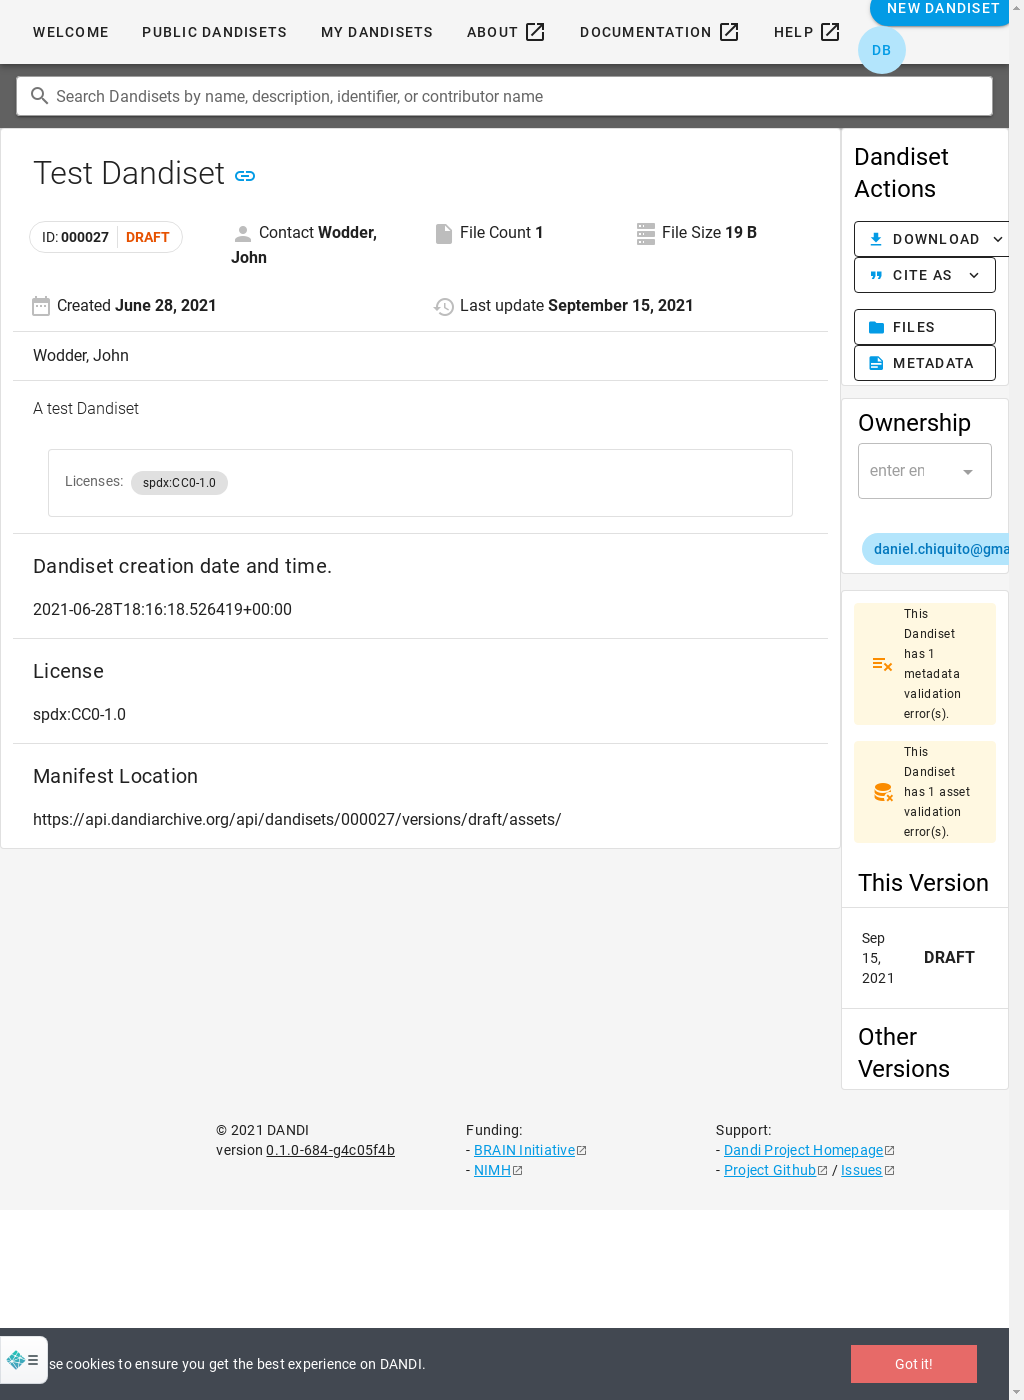 WELCOME
PUBLIC DANDISETS
MY DANDISETS
ABOUT
DOCUMENTATION
HELP
NEW DANDISET
DB
Search Dandisets by name, description, identifier, or contributor name
Test Dandiset
ID: 000027 DRAFT
Contact Wodder,
John
File Count 1
File Size 19 B
Created June 28, 2021
Last update September 15, 2021
Wodder, John
A test Dandiset
Licenses: spdx:CC0-1.0
Dandiset creation date and time.
2021-06-28T18:16:18.526419+00:00
License
spdx:CC0-1.0
Manifest Location
https://api.dandiarchive.org/api/dandisets/000027/versions/draft/assets/
Dandiset
Actions
DOWNLOAD
CITE AS
FILES
METADATA
Ownership
enter en
daniel.chiquito@gma
This
Dandiset
has 1
metadata
validation
error(s).
This
Dandiset
has 1 asset
validation
error(s).
This Version
Sep
15,
2021
DRAFT
Other
Versions
© 2021 DANDI
version 0.1.0-684-g4c05f4b
Funding:
- BRAIN Initiative
- NIMH
Support:
- Dandi Project Homepage
- Project Github / Issues
se cookies to ensure you get the best experience on DANDI.
Got it!